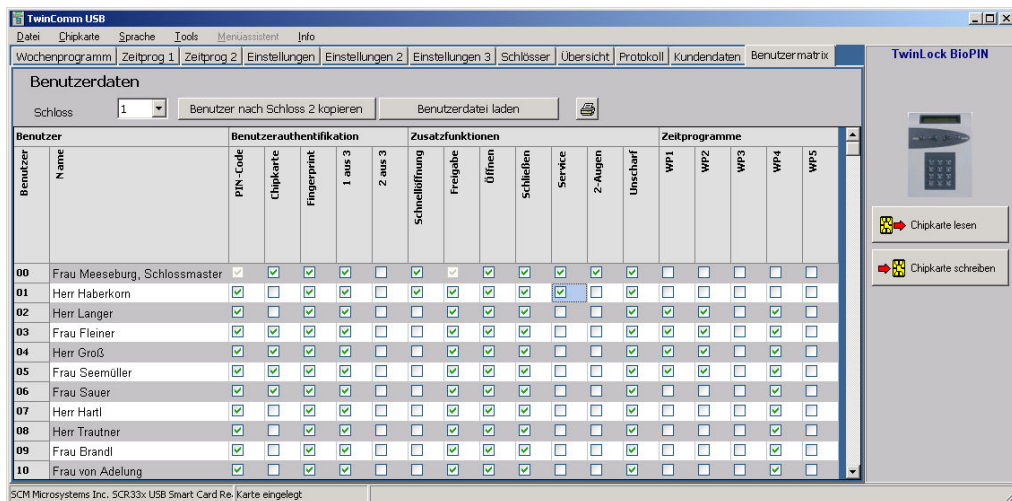 TwinComm USB
Datei Chipkarte Sprache Tools Menüassistent Info
Wochenprogramm Zeitprog 1 Zeitprog 2 Einstellungen Einstellungen 2 Einstellungen 3 Schlösser Übersicht Protokoll Kundendaten Benutzermatrix
TwinLock BioPIN
Benutzerdaten
Schloss 1 Benutzer nach Schloss 2 kopieren Benutzerdatei laden
Benutzer Benutzerauthentifikation Zusatzfunktionen Zeitprogramme
Benutzer Name PIN-Code Chipkarte Fingerprint 1 aus 3 2 aus 3 Schnellöffnung Freigabe Öffnen Schließen Service 2-Augen Unscharf WP1 WP2 WP3 WP4 WP5
Chipkarte lesen
Chipkarte schreiben
00 Frau Meeseburg, Schlossmaster
01 Herr Haberkorn
02 Herr Langer
03 Frau Fleiner
04 Herr Groß
05 Frau Seemüller
06 Frau Sauer
07 Herr Hartl
08 Herr Trautner
09 Frau Brandl
10 Frau von Adelung
SCM Microsystems Inc. SCR33x USB Smart Card Re Karte eingelegt